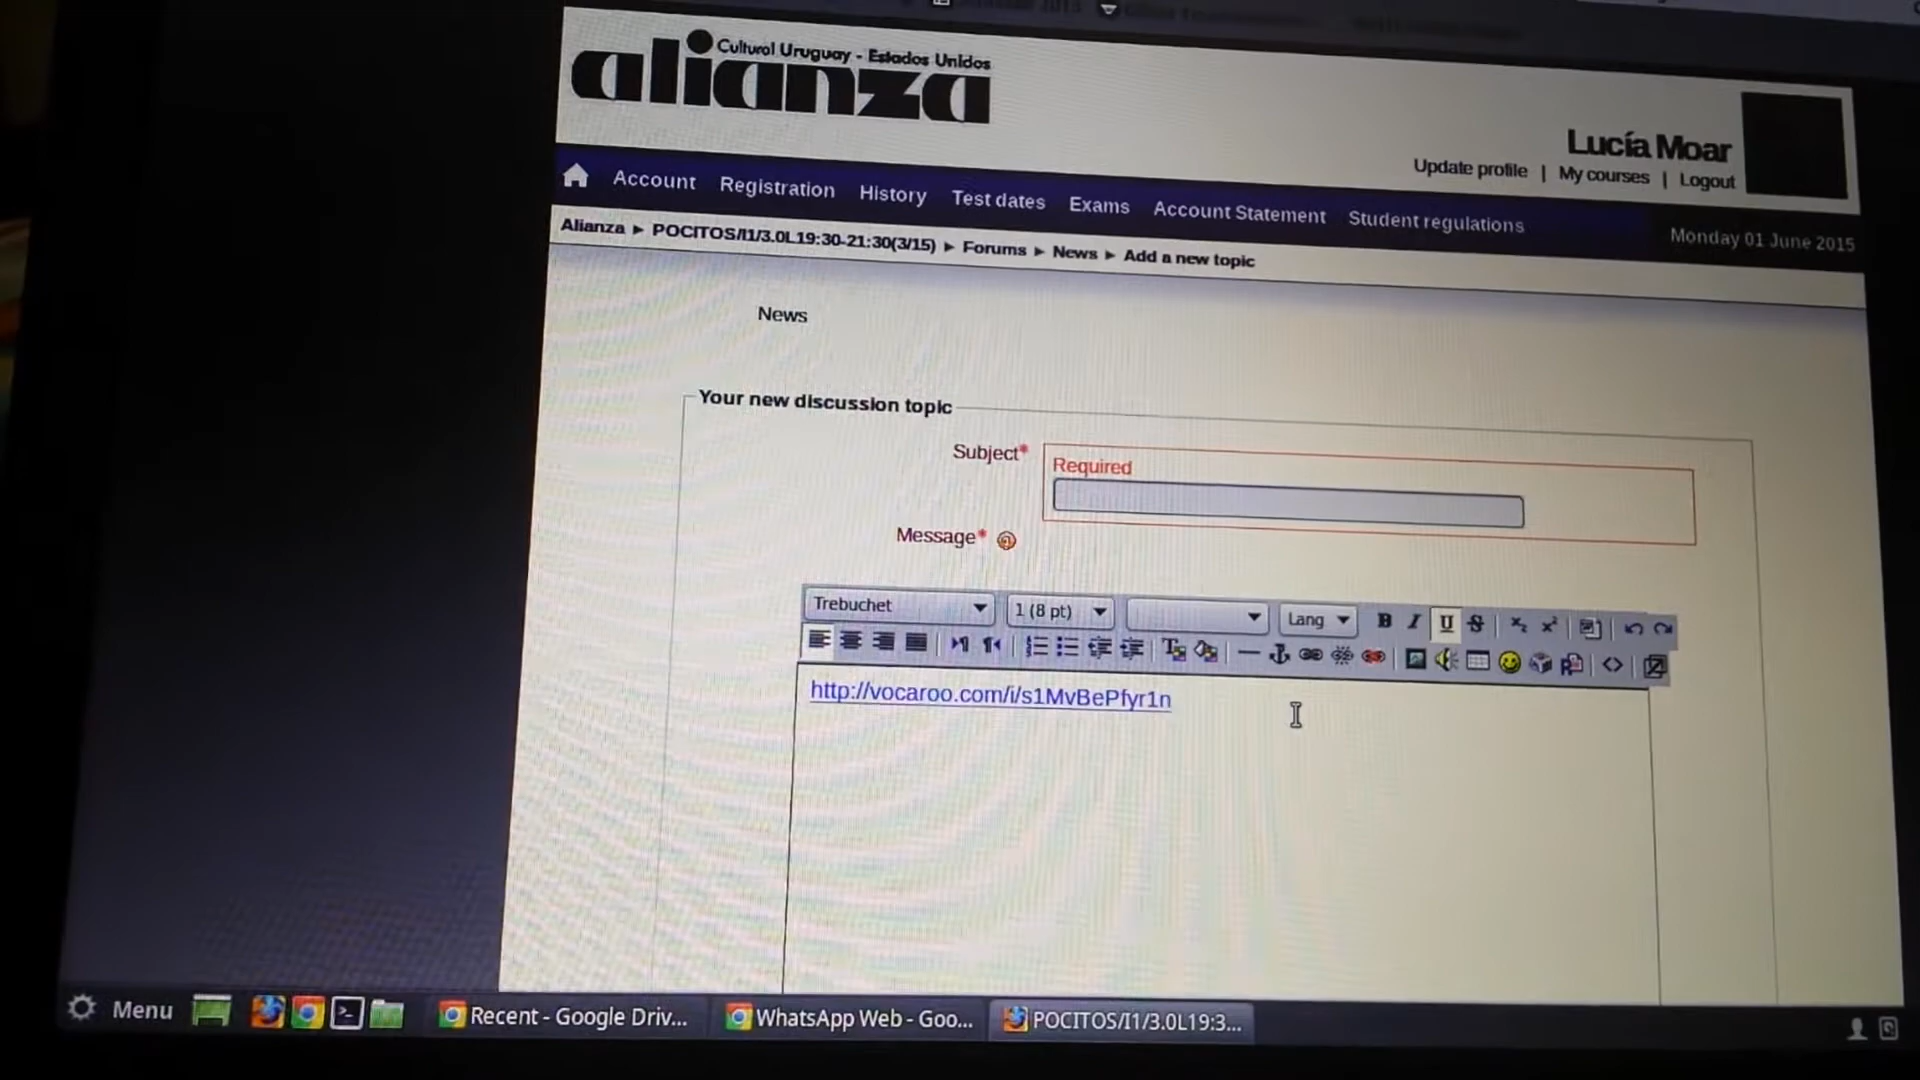 Cultural Uruguay - Estados Unidos
alianza
Lucía Moar
Update profile | My courses | Logout
Account Registration History Test dates Exams Account Statement Student regulations
Monday 01 June 2015
Alianza ► POCITOS/I1/3.0L19:30-21:30(3/15) ► Forums ► News ► Add a new topic
News
Your new discussion topic
Subject*
Required
Message*
Trebuchet 1 (8 pt) Lang B I U S
http://vocaroo.com/i/s1MvBePfyr1n
Menu Recent - Google Driv... WhatsApp Web - Goo... POCITOS/I1/3.0L19:3...